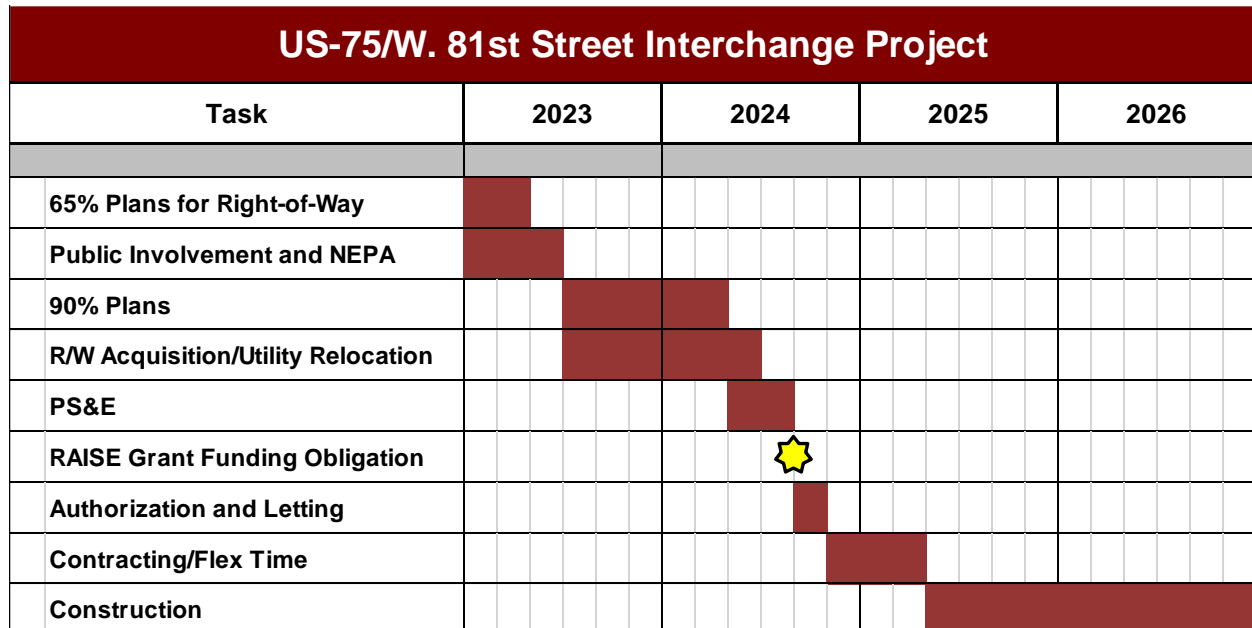 US-75/W. 81st Street Interchange Project
Task 2023 2024 2025 2026
65% Plans for Right-of-Way
Public Involvement and NEPA
90% Plans
R/W Acquisition/Utility Relocation
PS&E
RAISE Grant Funding Obligation
Authorization and Letting
Contracting/Flex Time
Construction